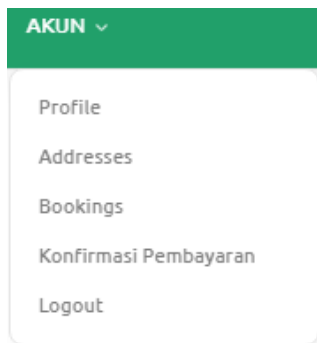 AKUN
Profile
Addresses
Bookings
Konfirmasi Pembayaran
Logout